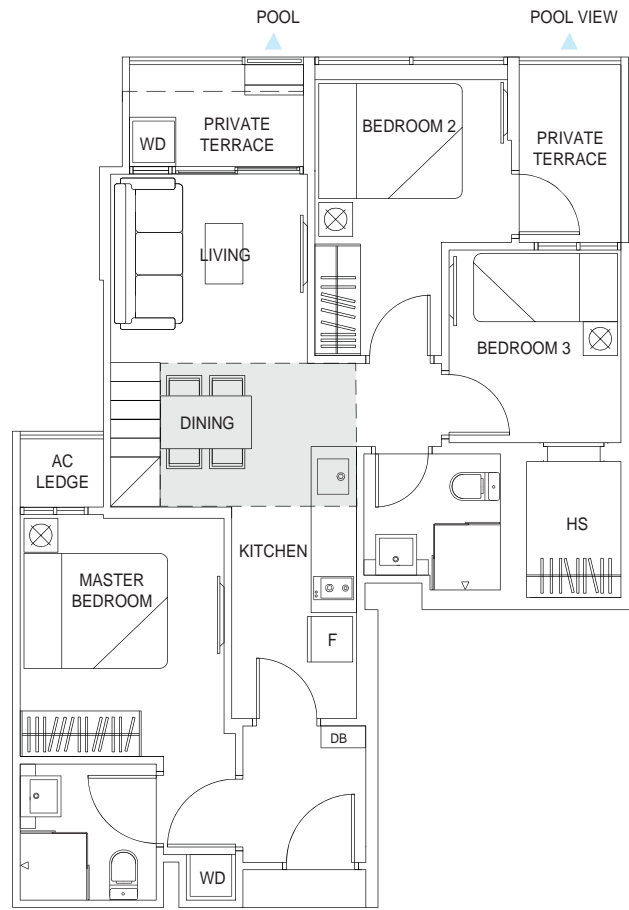 POOL
POOL VIEW
PRIVATE
TERRACE
WD
BEDROOM 2
PRIVATE
TERRACE
LIVING
BEDROOM 3
DINING
AC
LEDGE
HS
KITCHEN
MASTER
BEDROOM
F
DB
WD